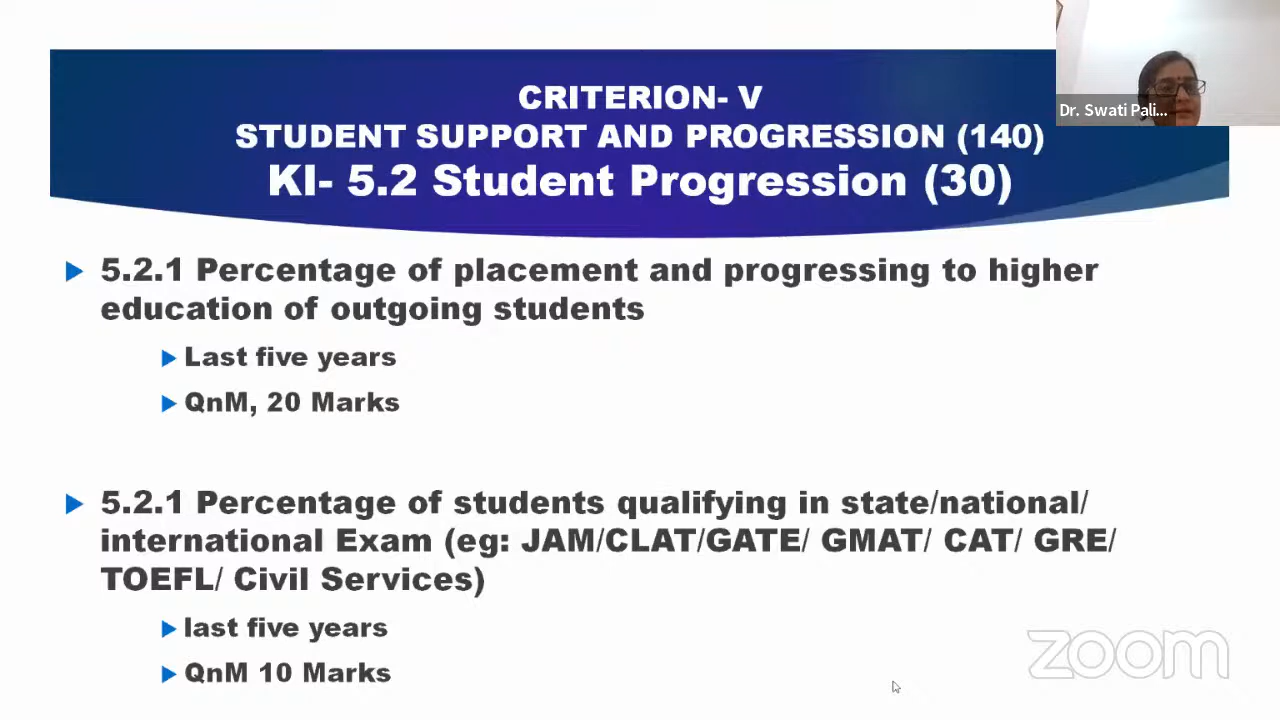 CRITERION- V
STUDENT SUPPORT AND PROGRESSION (140)
KI- 5.2 Student Progression (30)
Dr. Swati Pali...
5.2.1 Percentage of placement and progressing to higher
education of outgoing students
Last five years
QnM, 20 Marks
5.2.1 Percentage of students qualifying in state/national/
international Exam (eg: JAM/CLAT/GATE/ GMAT/ CAT/ GRE/
TOEFL/ Civil Services)
last five years
QnM 10 Marks
zoom